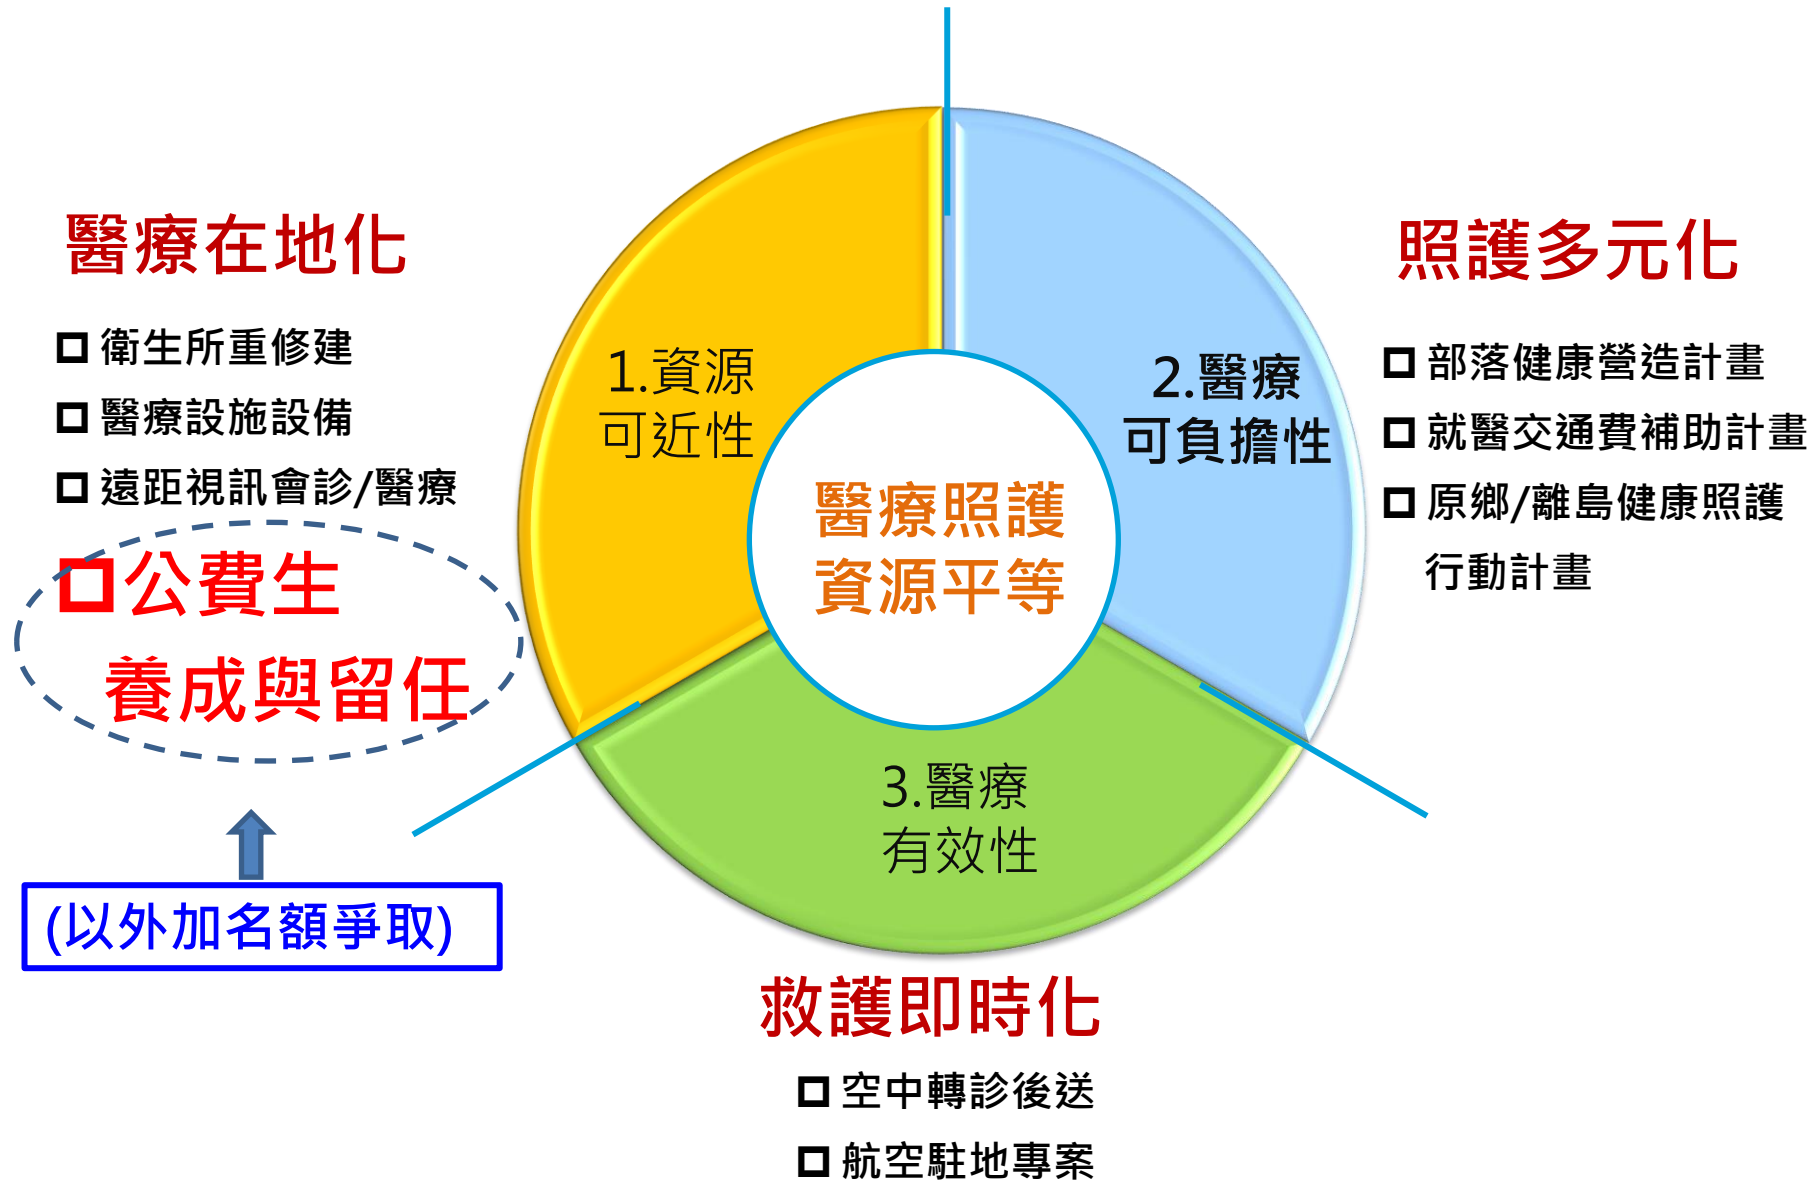 醫療在地化
衛生所重修建
醫療設施設備
遠距視訊會診/醫療
公費生
養成與留任
(以外加名額爭取)
1.資源
可近性
2.醫療
可負擔性
醫療照護
資源平等
3.醫療
有效性
照護多元化
部落健康營造計畫
就醫交通費補助計畫
原鄉/離島健康照護
行動計畫
救護即時化
空中轉診後送
航空駐地專案